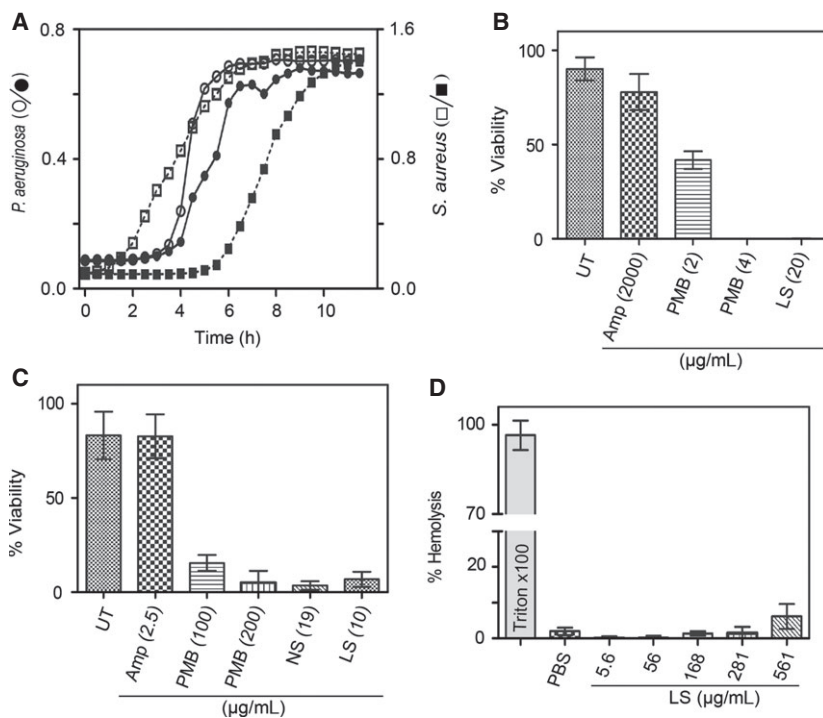 A
P. aeruginosa (○/●)
0.8
0.4
0.0
1.6
0.8
0.0
S. aureus (□/■)
0
2
4
6
8
10
Time (h)
B
% Viability
100
50
0
UT
Amp (2000)
PMB (2)
PMB (4)
LS (20)
(µg/mL)
C
% Viability
100
50
0
UT
Amp (2.5)
PMB (100)
PMB (200)
NS (19)
LS (10)
(µg/mL)
D
% Hemolysis
100
70
20
10
0
Triton x100
PBS
5.6
56
168
281
561
LS (µg/mL)